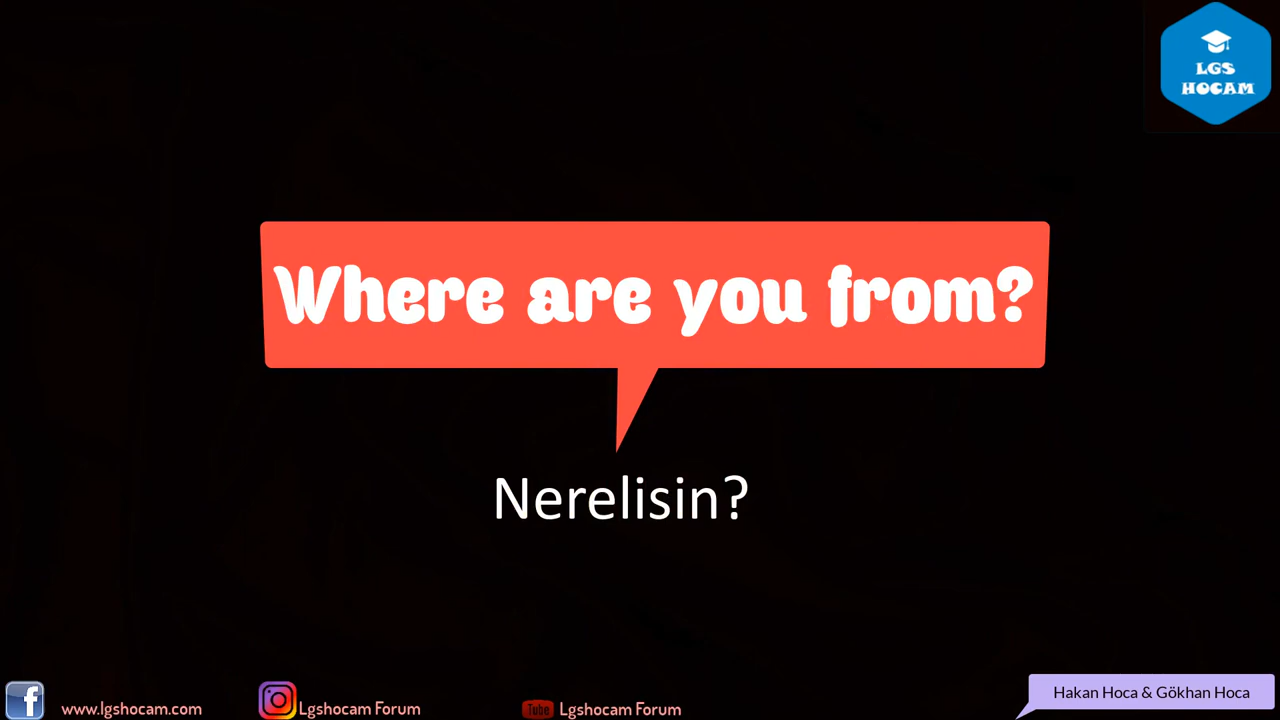 LGS
HOCAM
Where are you from?
Nerelisin?
Hakan Hoca & Gökhan Hoca
www.lgshocam.com
Lgshocam Forum
Tube
Lgshocam Forum